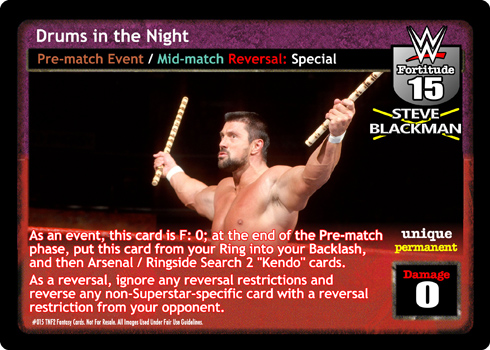 Drums in the Night
Pre-match Event / Mid-match Reversal: Special
W
Fortitude
15
STEVE
BLACKMAN
As an event, this card is F: 0; at the end of the Pre-match
phase, put this card from your Ring into your Backlash,
and then Arsenal / Ringside Search 2 "Kendo" cards.
As a reversal, ignore any reversal restrictions and
reverse any non-Superstar-specific card with a reversal
restriction from your opponent.
unique
permanent
Damage
0
#015 TNF2 Fantasy Cards. Not For Resale. All Images Used Under Fair Use Guidelines.